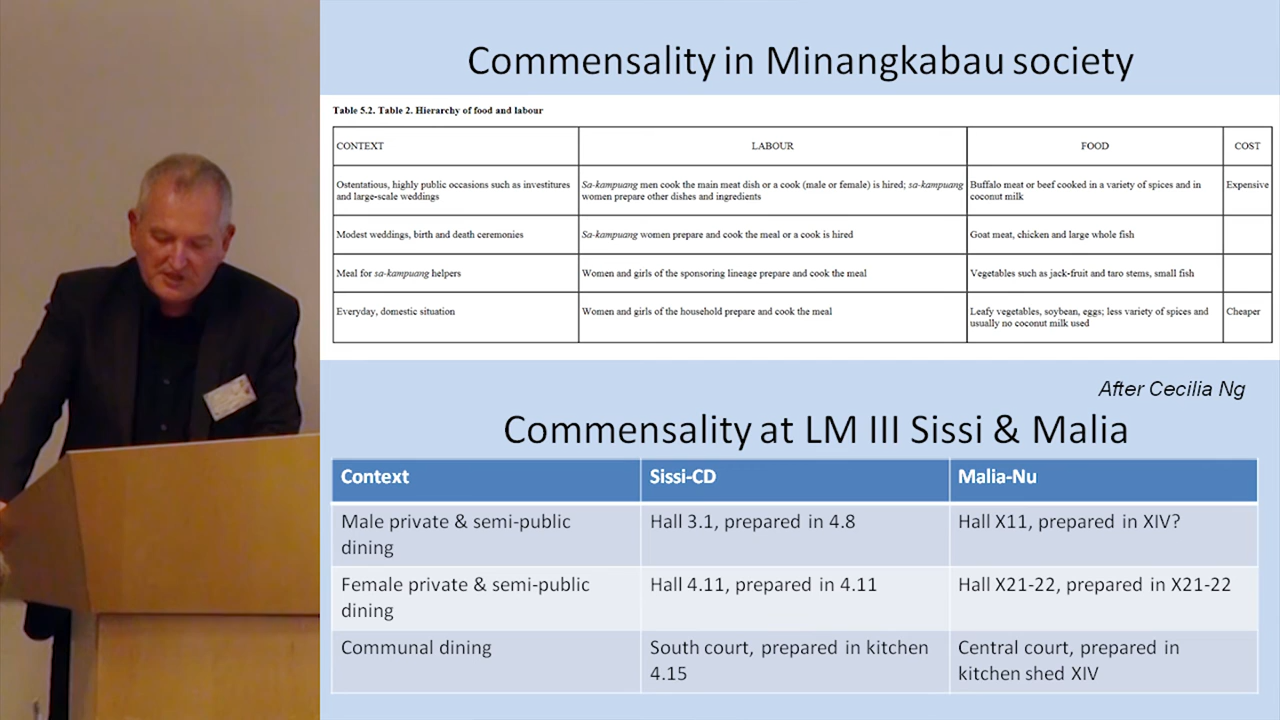 Commensality in Minangkabau society
Table 5.2. Table 2. Hierarchy of food and labour
CONTEXT LABOUR FOOD COST
Ostentatious, highly public occasions such as investitures and large-scale weddings Sa-kampuang men cook the main meat dish or a cook (male or female) is hired; sa-kampuang women prepare other dishes and ingredients Buffalo meat or beef cooked in a variety of spices and in coconut milk Expensive
Modest weddings, birth and death ceremonies Sa-kampuang women prepare and cook the meal or a cook is hired Goat meat, chicken and large whole fish
Meal for sa-kampuang helpers Women and girls of the sponsoring lineage prepare and cook the meal Vegetables such as jack-fruit and taro stems, small fish
Everyday, domestic situation Women and girls of the household prepare and cook the meal Leafy vegetables, soybean, eggs; less variety of spices and usually no coconut milk used Cheaper
After Cecilia Ng
Commensality at LM III Sissi & Malia
Context Sissi-CD Malia-Nu
Male private & semi-public dining Hall 3.1, prepared in 4.8 Hall X11, prepared in XIV?
Female private & semi-public dining Hall 4.11, prepared in 4.11 Hall X21-22, prepared in X21-22
Communal dining South court, prepared in kitchen 4.15 Central court, prepared in kitchen shed XIV